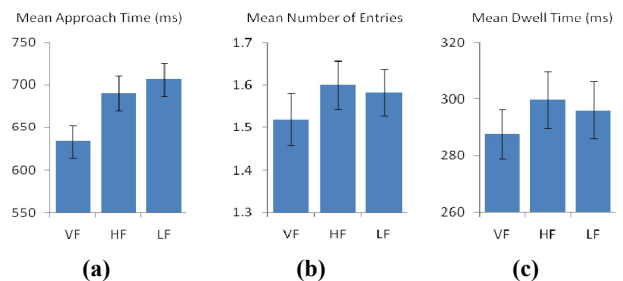 Mean Approach Time (ms)
750
700
650
600
550
VF HF LF
(a)
Mean Number of Entries
1.7
1.6
1.5
1.4
1.3
VF HF LF
(b)
Mean Dwell Time (ms)
320
300
280
260
VF HF LF
(c)